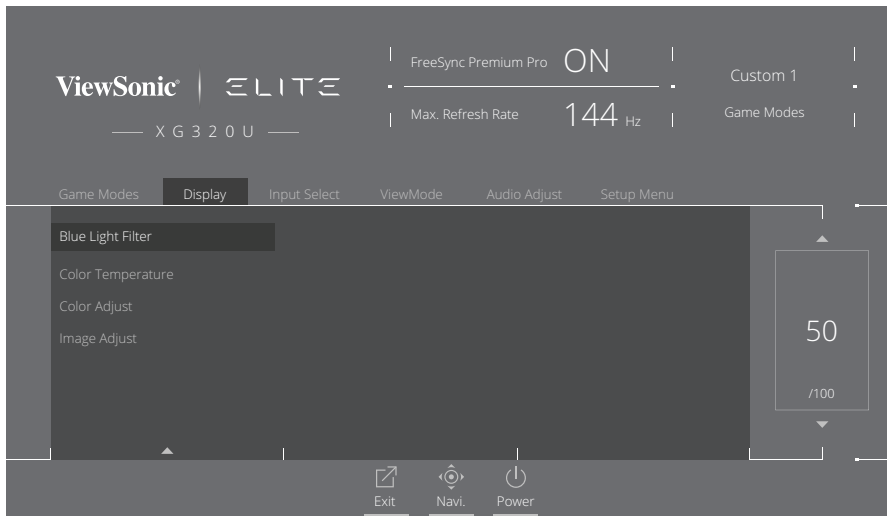 ViewSonic® ELITE
XG320U
FreeSync Premium Pro ON
Max. Refresh Rate 144 Hz
Custom 1
Game Modes
Game Modes Display Input Select ViewMode Audio Adjust Setup Menu
Blue Light Filter
Color Temperature
Color Adjust
Image Adjust
50
/100
Exit Navi. Power